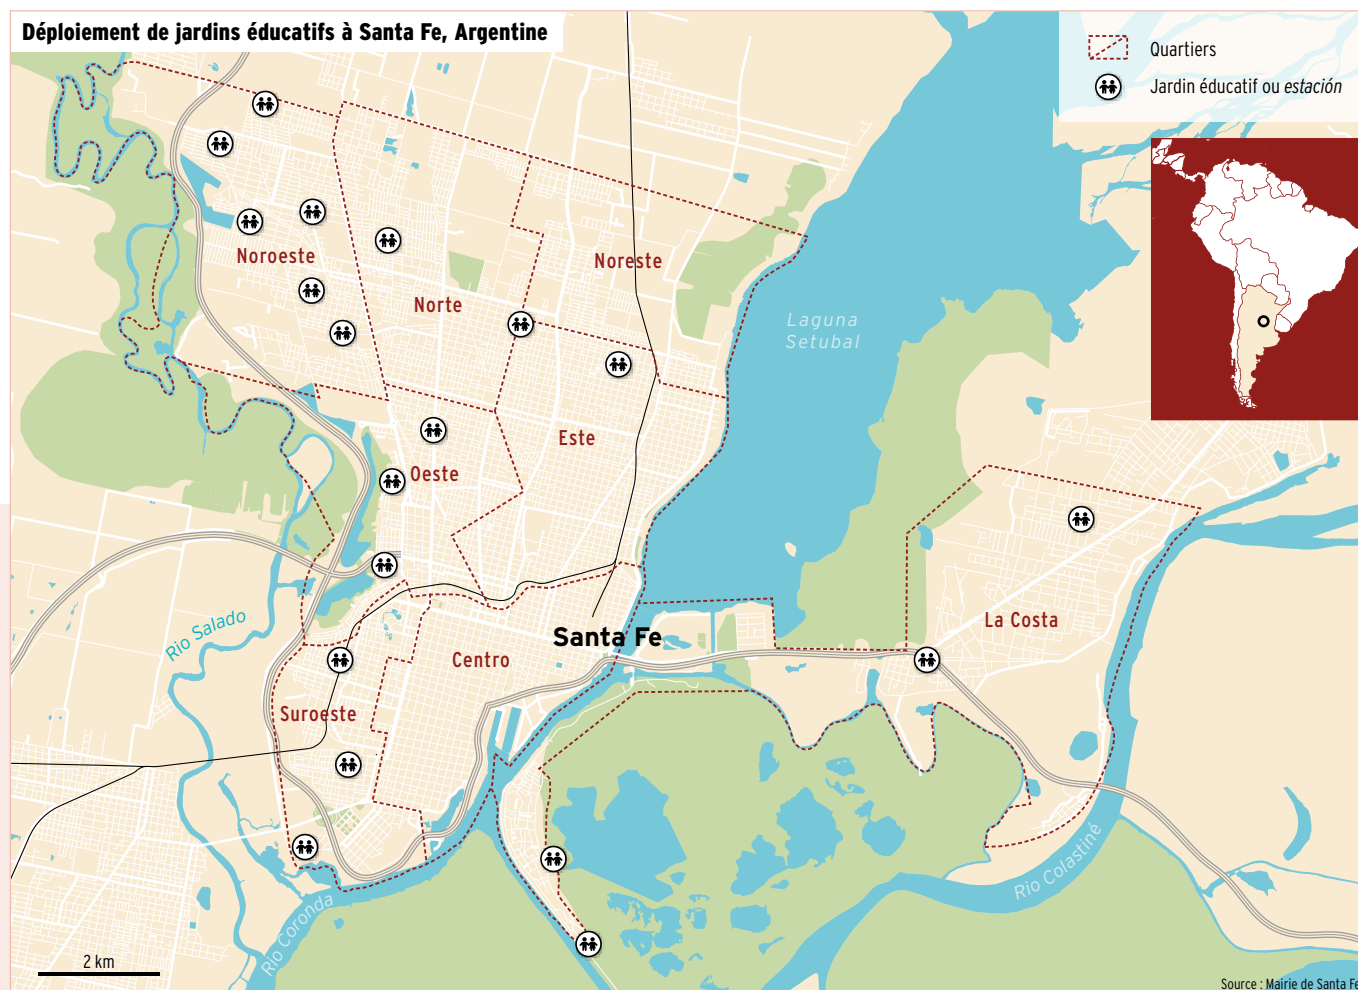 Déploiement de jardins éducatifs à Santa Fe, Argentine
Quartiers
Jardin éducatif ou estación
Noroeste
Noreste
Norte
Laguna
Setubal
Este
Oeste
Rio Salado
La Costa
Santa Fe
Centro
Suroeste
Rio Colastiné
Rio Coronda
2 km
Source : Mairie de Santa Fe